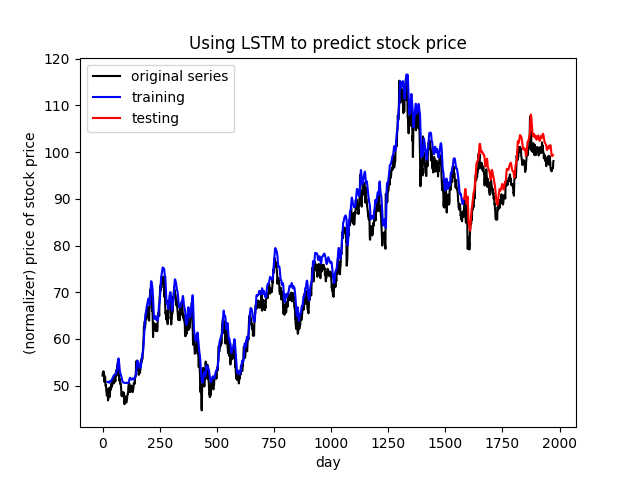 Using LSTM to predict stock price
original series
training
testing
(normalizer) price of stock price
120
110
100
90
80
70
60
50
0 250 500 750 1000 1250 1500 1750 2000
day